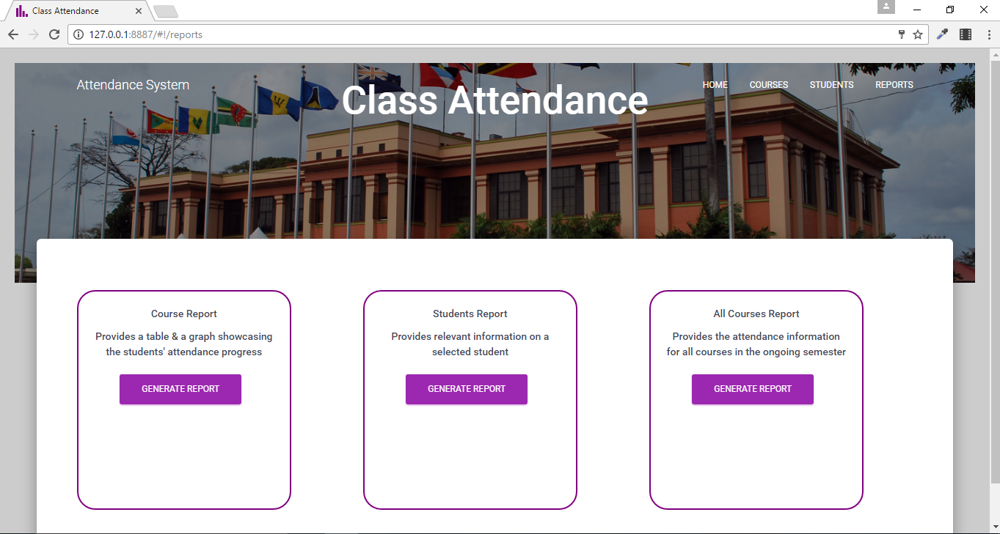 Class Attendance
127.0.0.1:8887/#!/reports
Attendance System
Class Attendance
HOME COURSES STUDENTS REPORTS
Course Report
Provides a table & a graph showcasing
the students' attendance progress
GENERATE REPORT
Students Report
Provides relevant information on a
selected student
GENERATE REPORT
All Courses Report
Provides the attendance information
for all courses in the ongoing semester
GENERATE REPORT